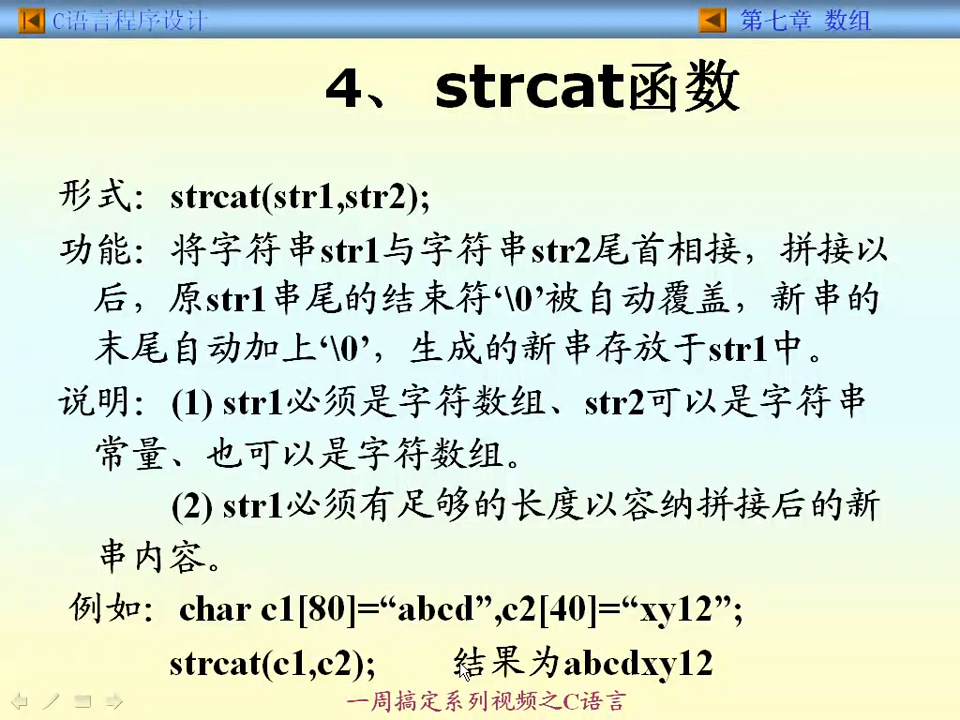 C语言程序设计
第七章 数组
4、 strcat函数
形式：strcat(str1,str2);
功能：将字符串str1与字符串str2尾首相接，拼接以
后，原str1串尾的结束符‘\0’被自动覆盖，新串的
末尾自动加上‘\0’，生成的新串存放于str1中。
说明：(1) str1必须是字符数组、str2可以是字符串
常量、也可以是字符数组。
(2) str1必须有足够的长度以容纳拼接后的新
串内容。
例如：char c1[80]=“abcd”,c2[40]=“xy12”;
strcat(c1,c2); 结果为abcdxy12
一周搞定系列视频之C语言